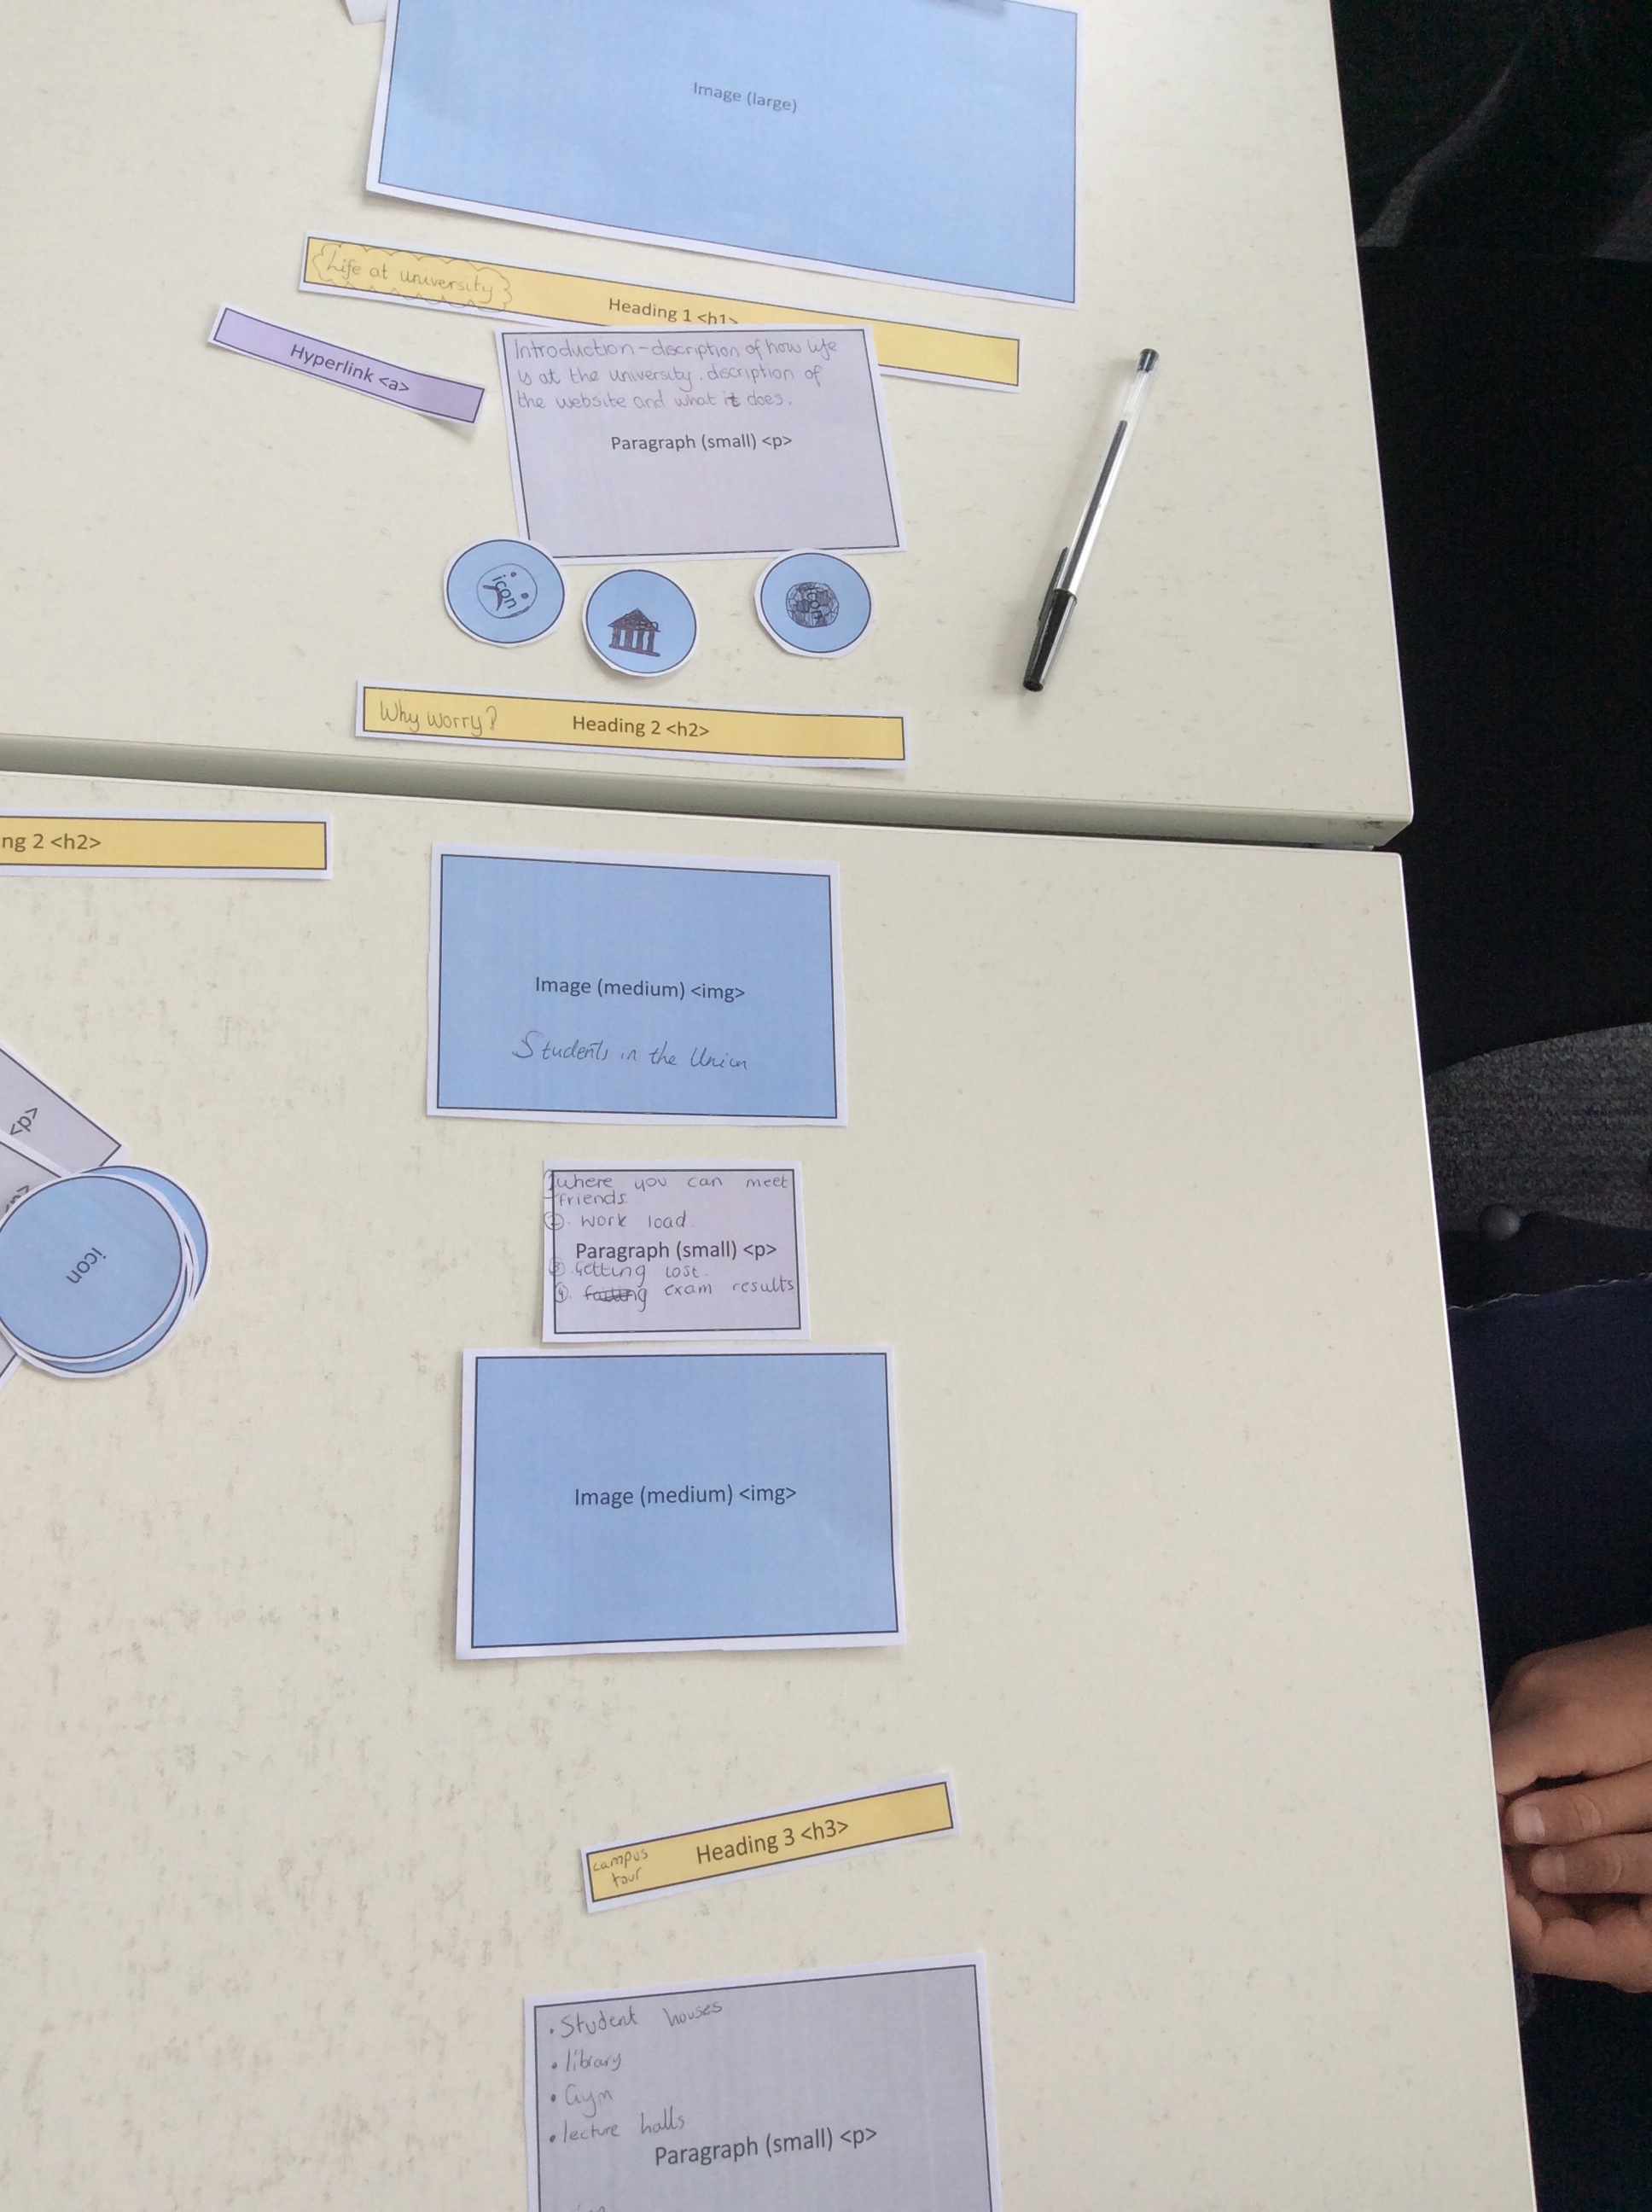 Image (large)
Life at university
Heading 1 <h1>
Hyperlink <a>
Introduction - discription of how life
is at the university. discription of
the website and what it does.
Paragraph (small) <p>
icon
Why worry?
Heading 2 <h2>
ng 2 <h2>
Image (medium) <img>
Students in the Union
<p>
1 where you can meet
friends.
2. work load.
Paragraph (small) <p>
3 Getting lost.
4. exam results
icon
Image (medium) <img>
campus
tour
Heading 3 <h3>
• Student houses
• library
• Gym
• lecture halls
Paragraph (small) <p>